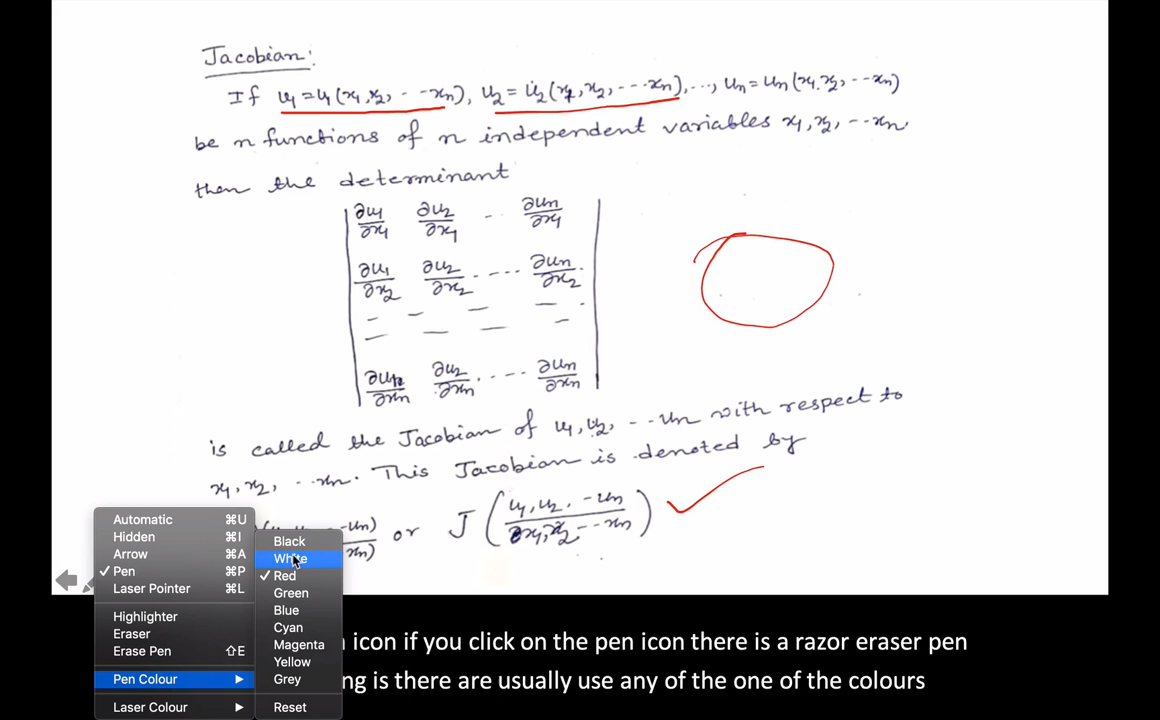 Jacobian:
If u1 = u1(x1, x2, - - - xn), u2 = u2(x1, x2, - - - xn), ..., un = un(x1, x2, - - - xn)
be n functions of n independent variables x1, x2, - - xn.
then the determinant
∂u1/∂x1 ∂u2/∂x1 - - ∂un/∂x1
∂u1/∂x2 ∂u2/∂x2 - - - - ∂un/∂x2
∂un/∂xn ∂u2/∂xn - - - - ∂un/∂xn
is called the Jacobian of u1, u2, - - un with respect to
x1, x2, - - xn. This Jacobian is denoted by
-un)/xn) or J(u1, u2, - un / x1, x2 - - xn)
Automatic ⌘U
Hidden ⌘I
Arrow ⌘A
✓ Pen ⌘P
Laser Pointer ⌘L
Highlighter
Eraser
Erase Pen ⇧E
Pen Colour ▶
Laser Colour ▶
Black
White
✓ Red
Green
Blue
Cyan
Magenta
Yellow
Grey
Reset
icon if you click on the pen icon there is a razor eraser pen
is there are usually use any of the one of the colours